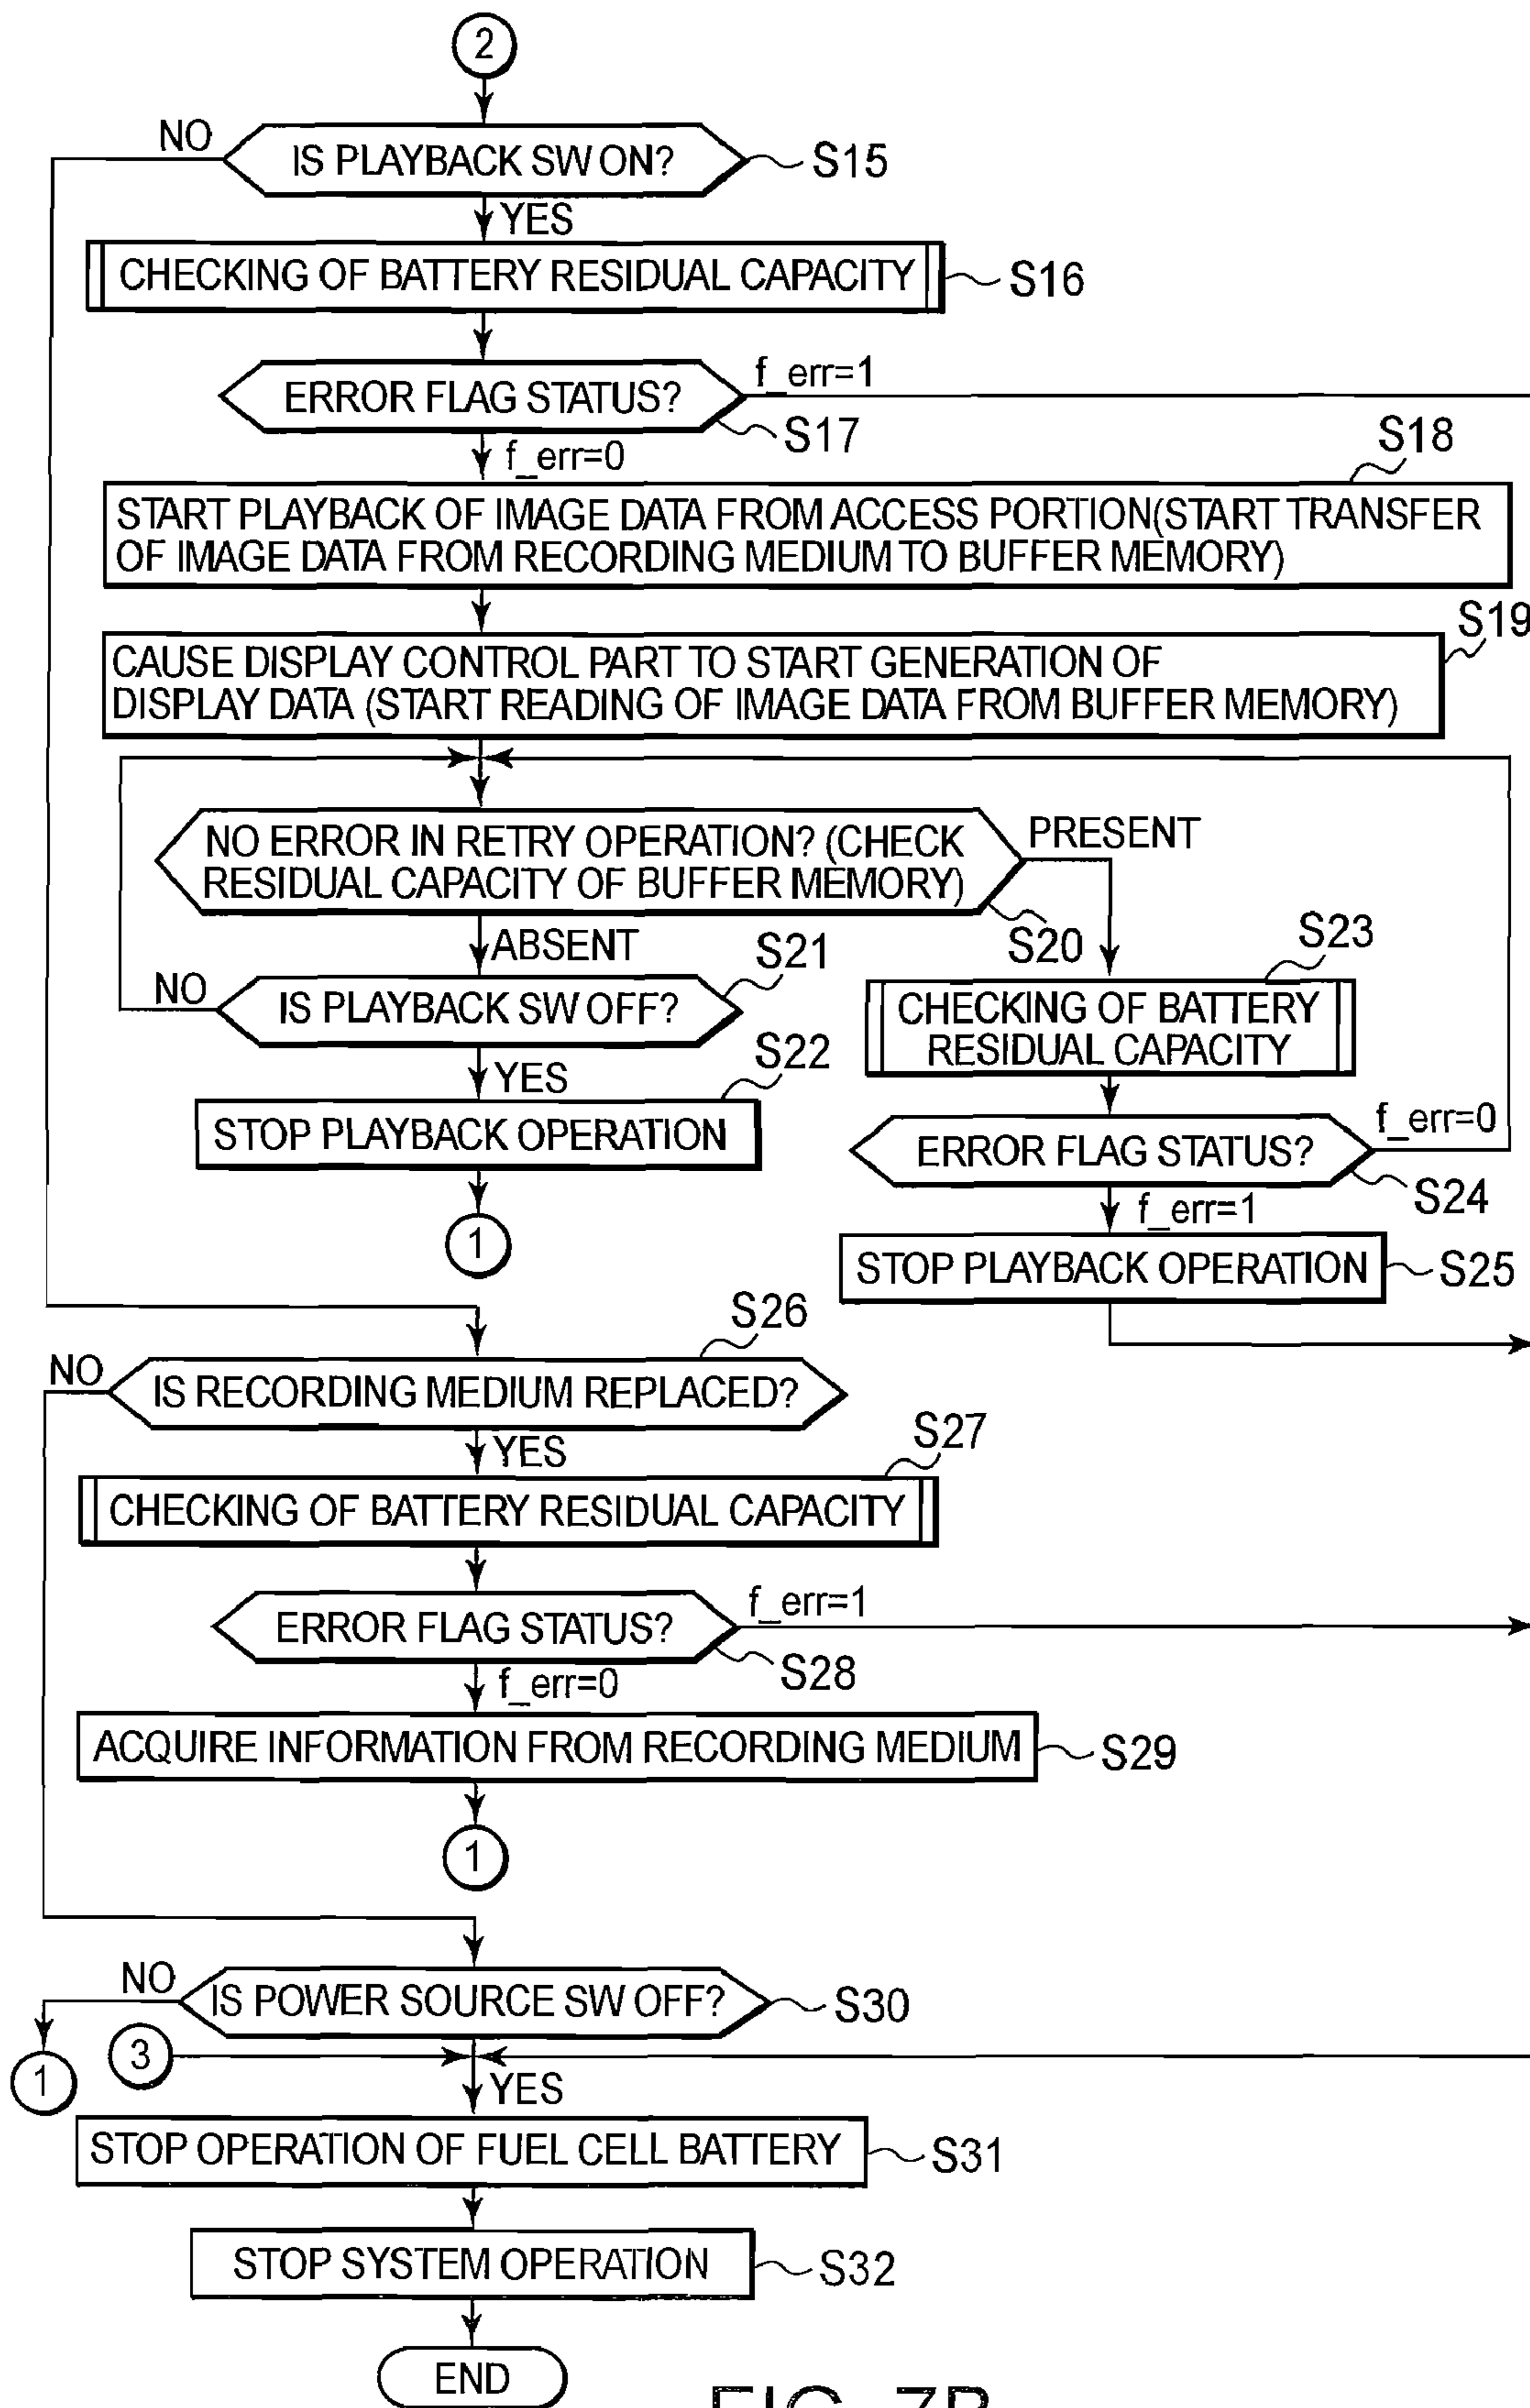 2
NO
IS PLAYBACK SW ON?
S15
YES
CHECKING OF BATTERY RESIDUAL CAPACITY
S16
f_err=1
ERROR FLAG STATUS?
S17
f_err=0
S18
START PLAYBACK OF IMAGE DATA FROM ACCESS PORTION(START TRANSFER
OF IMAGE DATA FROM RECORDING MEDIUM TO BUFFER MEMORY)
S19
CAUSE DISPLAY CONTROL PART TO START GENERATION OF
DISPLAY DATA (START READING OF IMAGE DATA FROM BUFFER MEMORY)
NO ERROR IN RETRY OPERATION? (CHECK
RESIDUAL CAPACITY OF BUFFER MEMORY)
PRESENT
S20
ABSENT
S21
NO
IS PLAYBACK SW OFF?
S23
CHECKING OF BATTERY
RESIDUAL CAPACITY
YES
S22
STOP PLAYBACK OPERATION
f_err=0
ERROR FLAG STATUS?
S24
f_err=1
1
STOP PLAYBACK OPERATION
S25
S26
NO
IS RECORDING MEDIUM REPLACED?
YES
S27
CHECKING OF BATTERY RESIDUAL CAPACITY
f_err=1
ERROR FLAG STATUS?
S28
f_err=0
ACQUIRE INFORMATION FROM RECORDING MEDIUM
S29
1
NO
IS POWER SOURCE SW OFF?
S30
1
3
YES
STOP OPERATION OF FUEL CELL BATTERY
S31
STOP SYSTEM OPERATION
S32
END
FIG. 7B